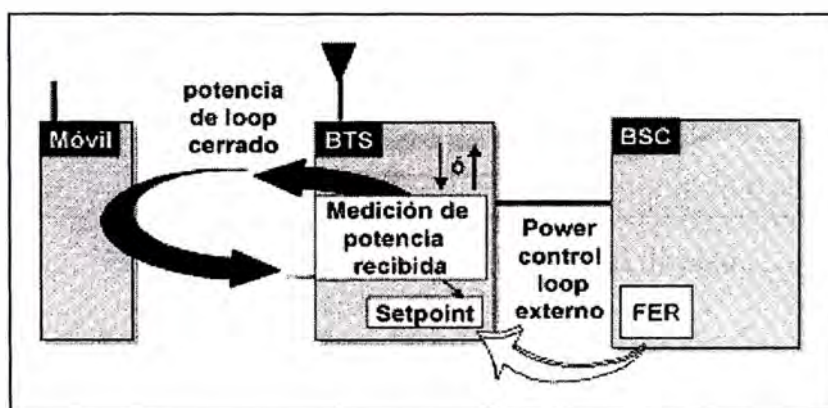 potencia
de loop
cerrado
Móvil
BTS
ó
Medición de
potencia
recibida
Setpoint
Power
control
loop
externo
BSC
FER